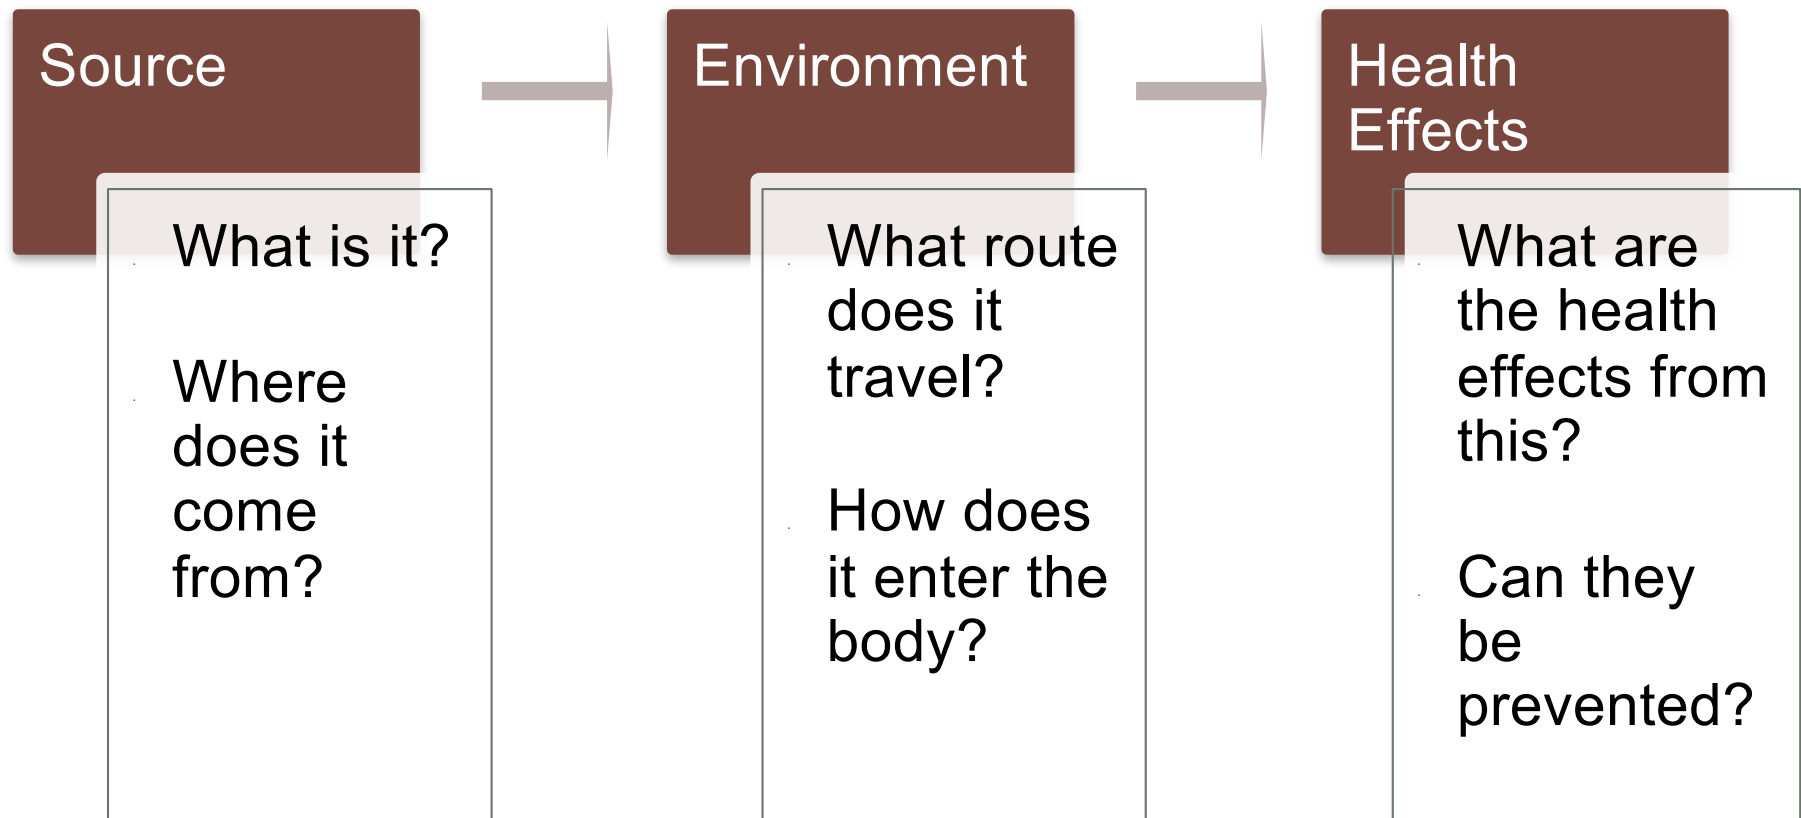 Source
What is it?
Where
does it
come
from?
Environment
What route
does it
travel?
How does
it enter the
body?
Health
Effects
What are
the health
effects from
this?
Can they
be
prevented?